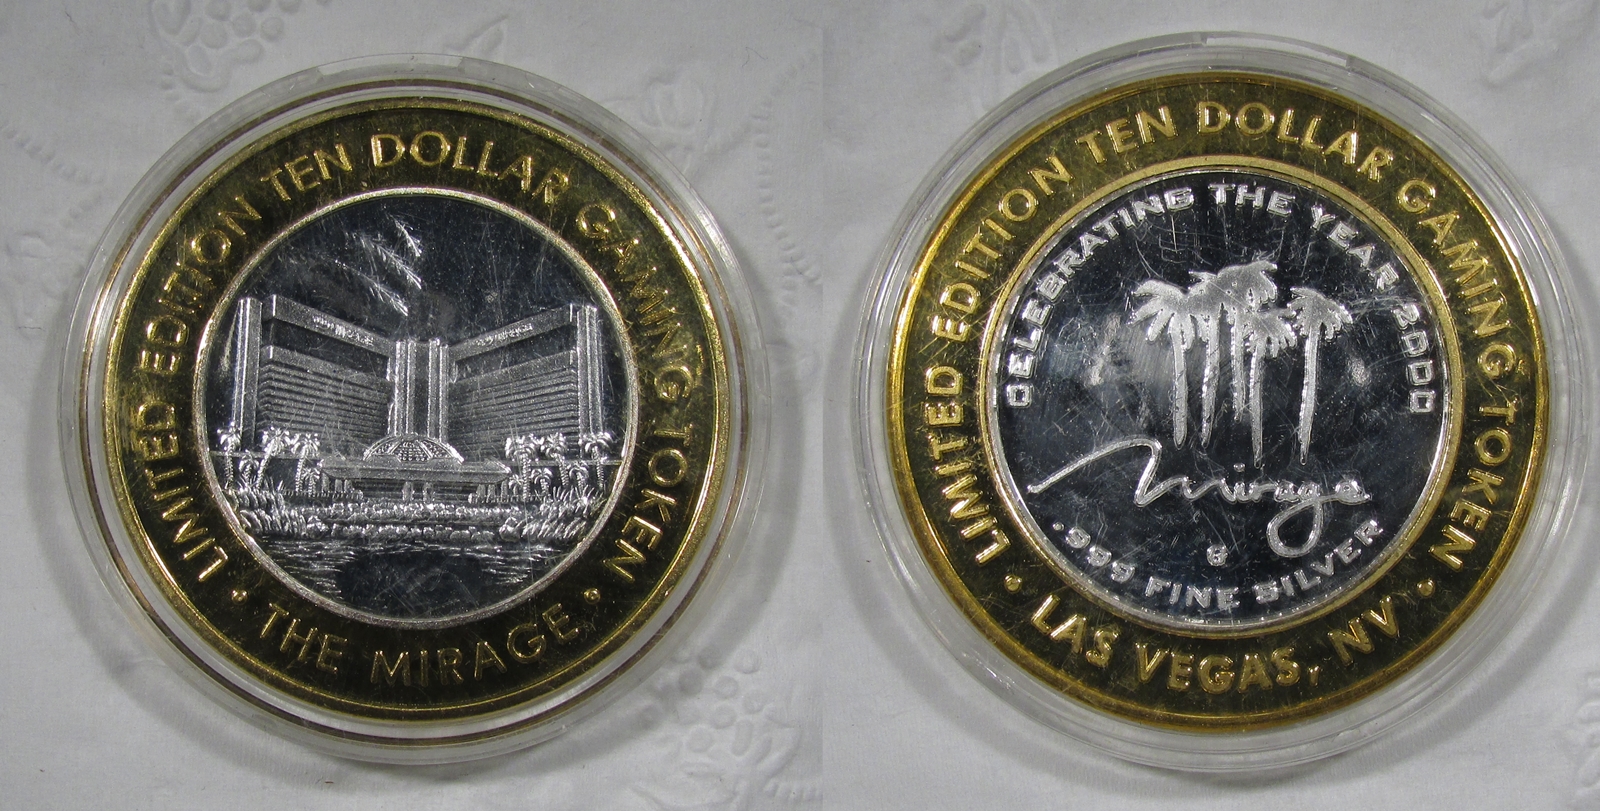 LIMITED EDITION TEN DOLLAR GAMING TOKEN
• THE MIRAGE •
LIMITED EDITION TEN DOLLAR GAMING TOKEN
• LAS VEGAS, NV •
CELEBRATING THE YEAR 2000
Mirage
G
.999 FINE SILVER